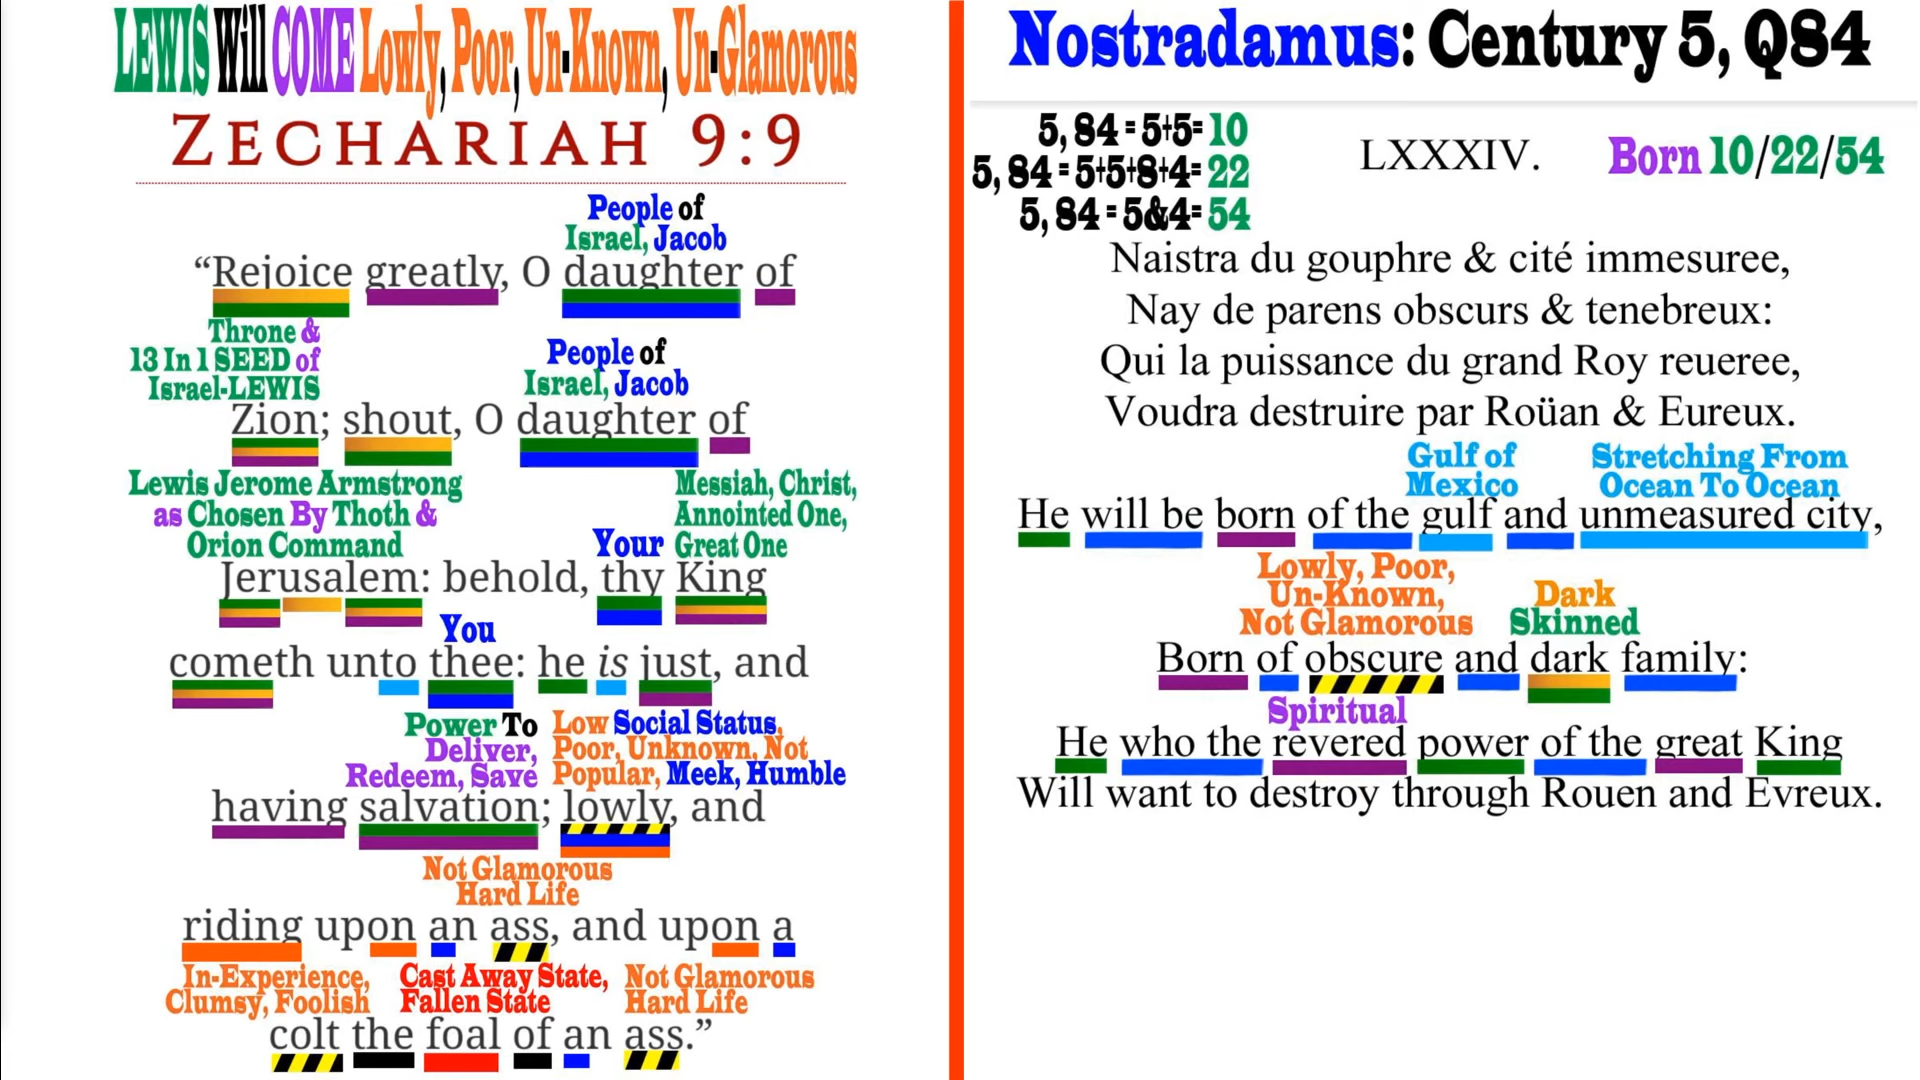 LEWIS Will COME Lowly, Poor, Un-Known, Un-Glamorous
ZECHARIAH 9:9
People of
Israel, Jacob
“Rejoice greatly, O daughter of
Throne &
13 In 1 SEED of
Israel-LEWIS
People of
Israel, Jacob
Zion; shout, O daughter of
Lewis Jerome Armstrong
as Chosen By Thoth &
Orion Command
Messiah, Christ,
Annointed One,
Your Great One
Jerusalem: behold, thy King
You
cometh unto thee: he is just, and
Power To
Deliver,
Redeem, Save
Low Social Status,
Poor, Unknown, Not
Popular, Meek, Humble
having salvation; lowly, and
Not Glamorous
Hard Life
riding upon an ass, and upon a
In-Experience,
Clumsy, Foolish
Cast Away State,
Fallen State
Not Glamorous
Hard Life
colt the foal of an ass.”
Nostradamus: Century 5, Q84
5, 84 = 5+5= 10
5, 84 = 5+5+8+4= 22
5, 84 = 5&4= 54
LXXXIV.
Born 10/22/54
Naistra du gouphre & cité immesuree,
Nay de parens obscurs & tenebreux:
Qui la puissance du grand Roy reueree,
Voudra destruire par Roüan & Eureux.
Gulf of
Mexico
Stretching From
Ocean To Ocean
He will be born of the gulf and unmeasured city,
Lowly, Poor,
Un-Known,
Not Glamorous
Dark
Skinned
Born of obscure and dark family:
Spiritual
He who the revered power of the great King
Will want to destroy through Rouen and Evreux.